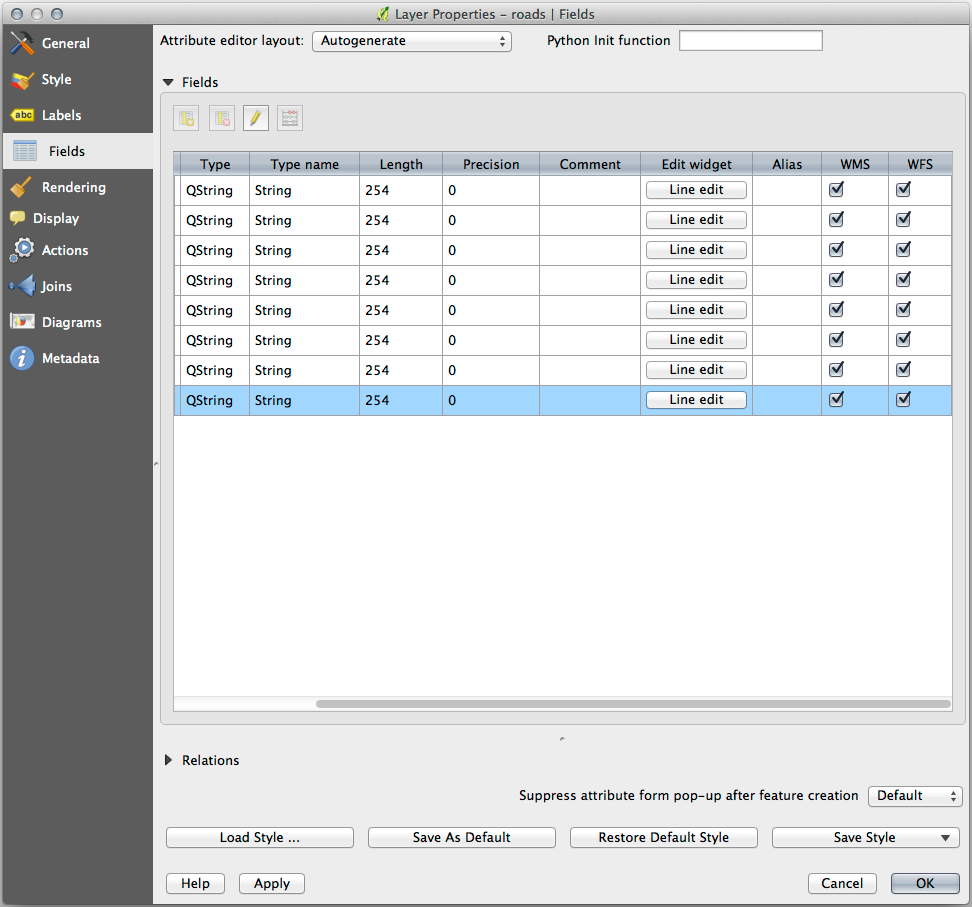 Layer Properties – roads | Fields
General
Style
abc Labels
Fields
Rendering
Display
Actions
Joins
Diagrams
i Metadata
Attribute editor layout: Autogenerate Python Init function
Fields
Type Type name Length Precision Comment Edit widget Alias WMS WFS
QString String 254 0 Line edit
QString String 254 0 Line edit
QString String 254 0 Line edit
QString String 254 0 Line edit
QString String 254 0 Line edit
QString String 254 0 Line edit
QString String 254 0 Line edit
QString String 254 0 Line edit
Relations
Suppress attribute form pop-up after feature creation Default
Load Style ... Save As Default Restore Default Style Save Style
Help Apply Cancel OK